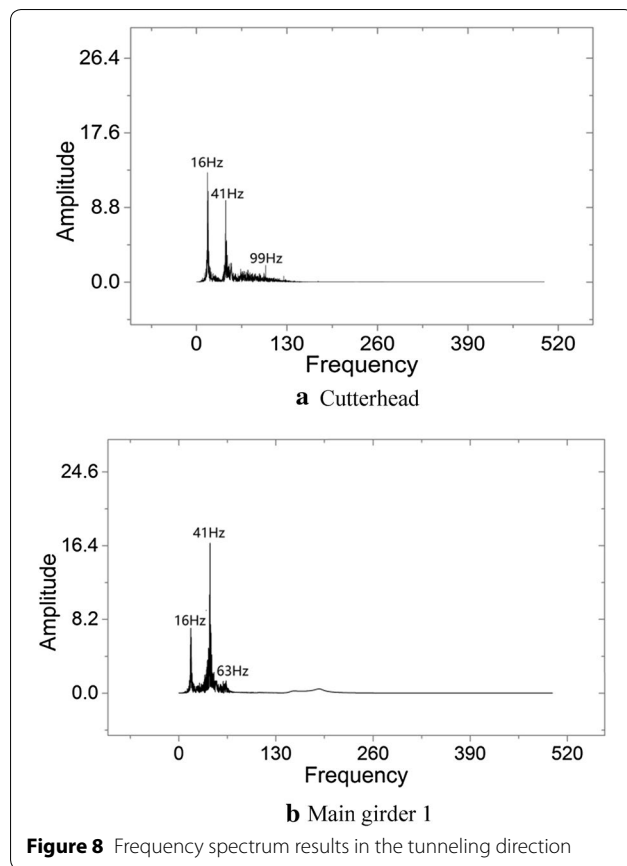 26.4
17.6
8.8
0.0
Amplitude
16Hz
41Hz
99Hz
0 130 260 390 520
Frequency
a Cutterhead
24.6
16.4
8.2
0.0
Amplitude
41Hz
16Hz
63Hz
0 130 260 390 520
Frequency
b Main girder 1
Figure 8 Frequency spectrum results in the tunneling direction